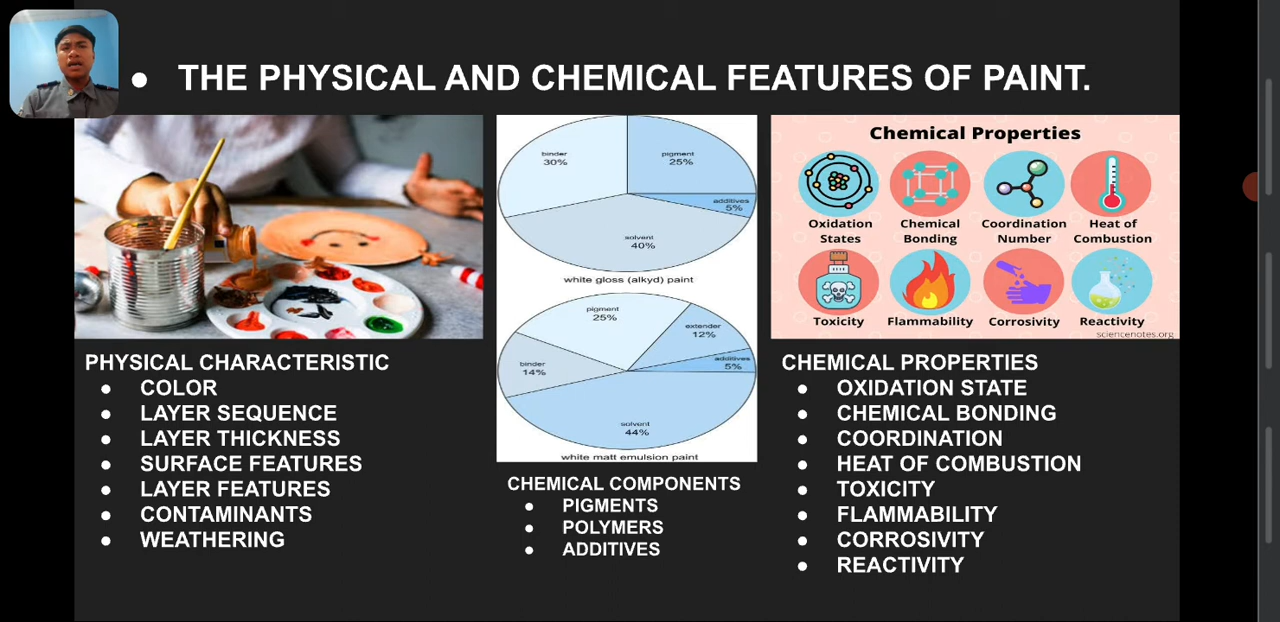 ● THE PHYSICAL AND CHEMICAL FEATURES OF PAINT.
binder
30%
pigment
25%
additives
5%
solvent
40%
white gloss (alkyd) paint
pigment
25%
extender
12%
additives
5%
binder
14%
solvent
44%
white matt emulsion paint
Chemical Properties
Oxidation
States
Chemical
Bonding
Coordination
Number
Heat of
Combustion
Toxicity
Flammability
Corrosivity
Reactivity
sciencenotes.org
PHYSICAL CHARACTERISTIC
● COLOR
● LAYER SEQUENCE
● LAYER THICKNESS
● SURFACE FEATURES
● LAYER FEATURES
● CONTAMINANTS
● WEATHERING
CHEMICAL COMPONENTS
● PIGMENTS
● POLYMERS
● ADDITIVES
CHEMICAL PROPERTIES
● OXIDATION STATE
● CHEMICAL BONDING
● COORDINATION
● HEAT OF COMBUSTION
● TOXICITY
● FLAMMABILITY
● CORROSIVITY
● REACTIVITY